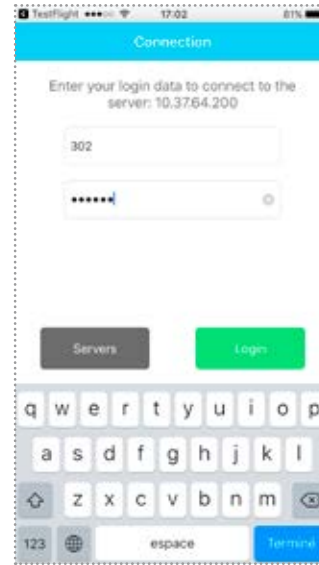 TestFlight 17:02 81%
Connection
Enter your login data to connect to the
server: 10.37.64.200
302
••••••
Servers Login
q w e r t y u i o p
a s d f g h j k l
z x c v b n m
123 espace Terminé